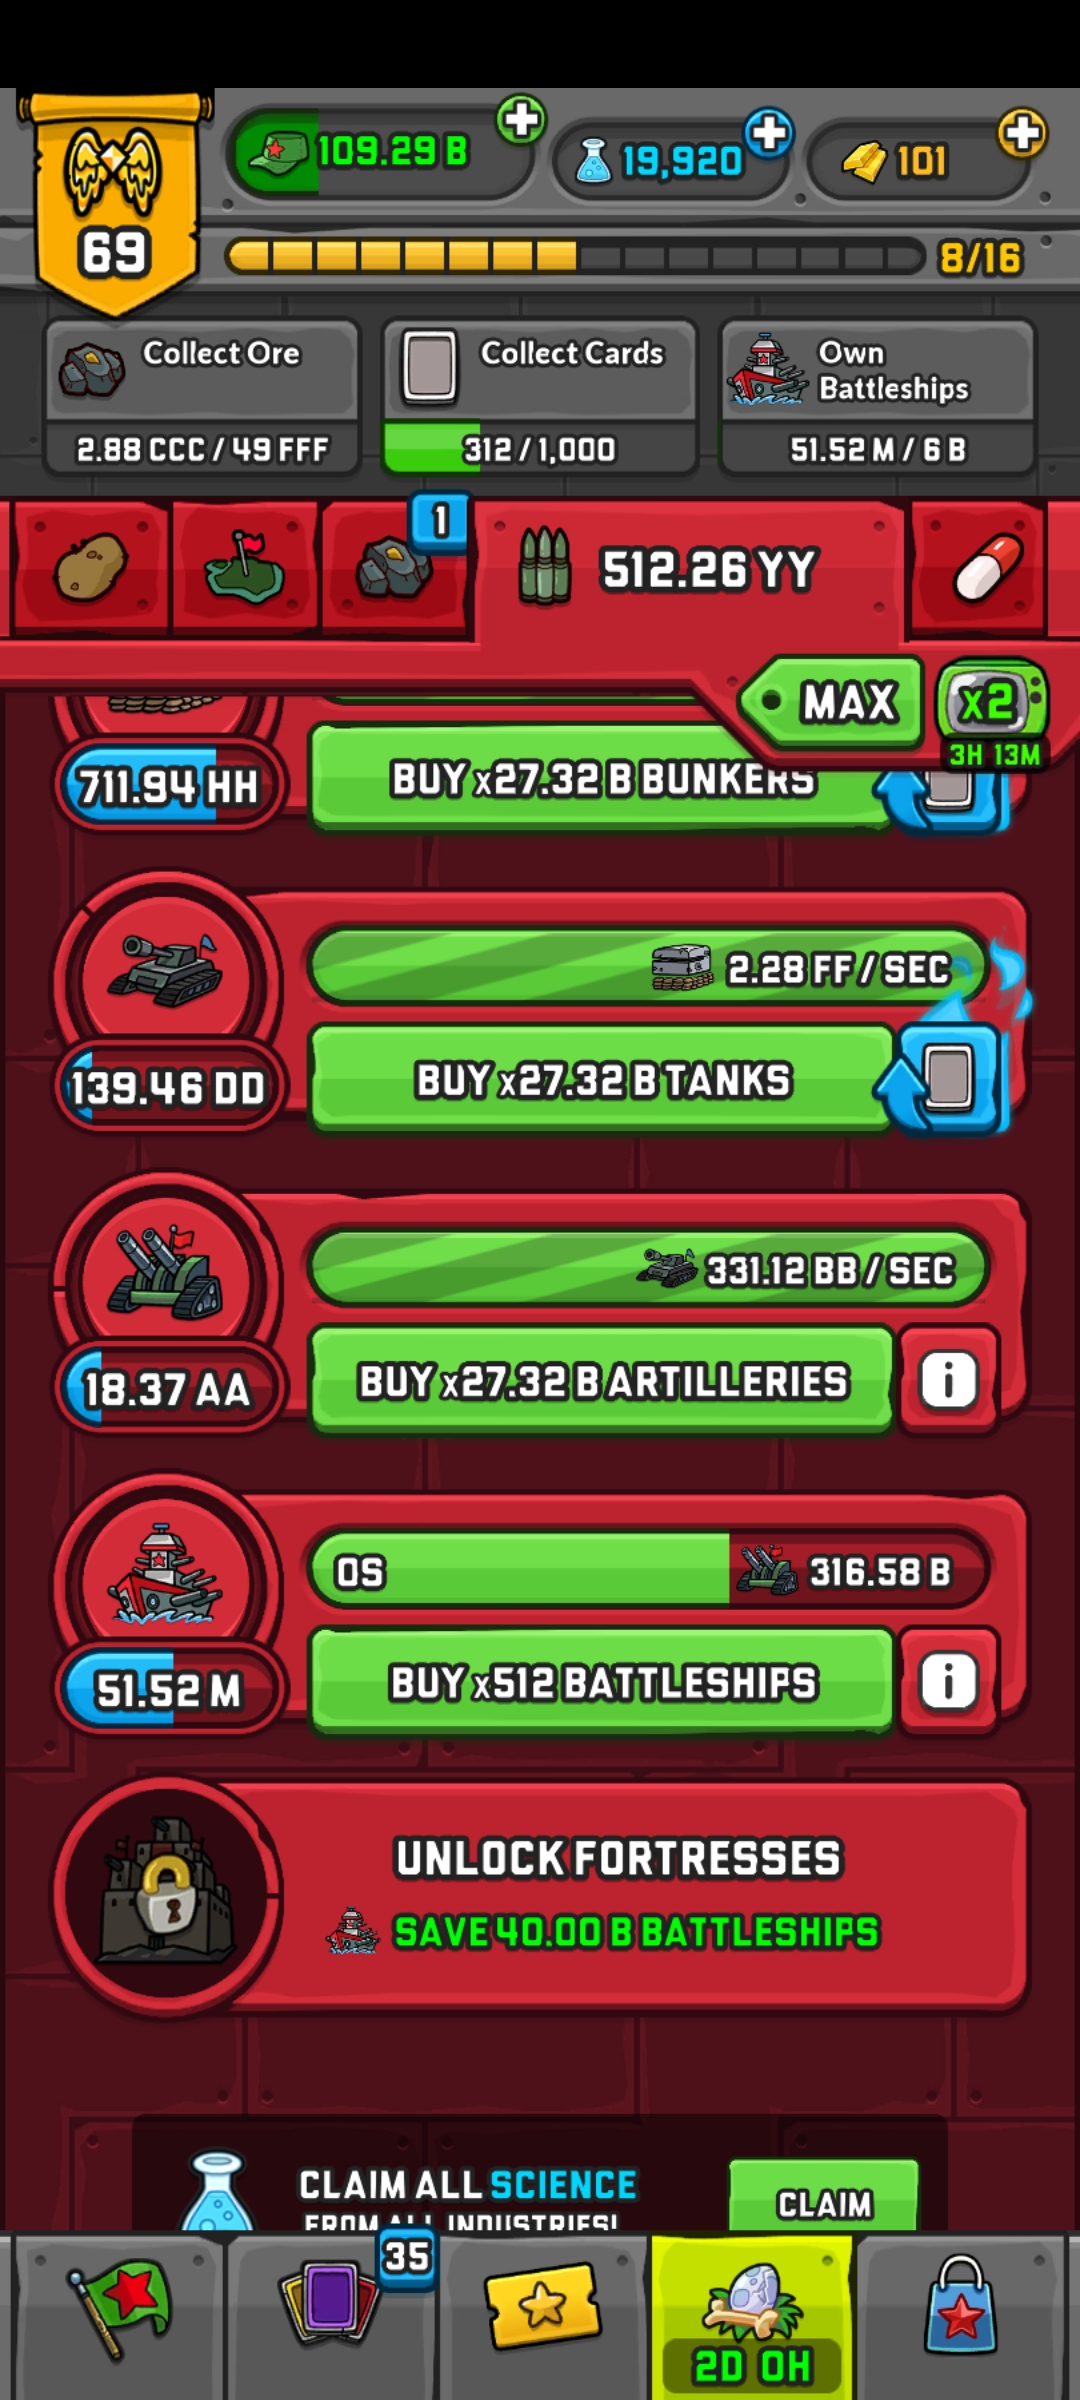 109.29 B
19,920
101
69
8/16
Collect Ore
2.88 CCC / 49 FFF
Collect Cards
312 / 1,000
Own
Battleships
51.52 M / 6 B
1
512.26 YY
MAX
x2
3H 13M
711.94 HH
BUY x27.32 B BUNKERS
2.28 FF / SEC
139.46 DD
BUY x27.32 B TANKS
331.12 BB / SEC
18.37 AA
BUY x27.32 B ARTILLERIES
i
0S
316.58 B
51.52 M
BUY x512 BATTLESHIPS
i
UNLOCK FORTRESSES
SAVE 40.00 B BATTLESHIPS
CLAIM ALL SCIENCE
FROM ALL INDUSTRIES!
CLAIM
35
2D 0H